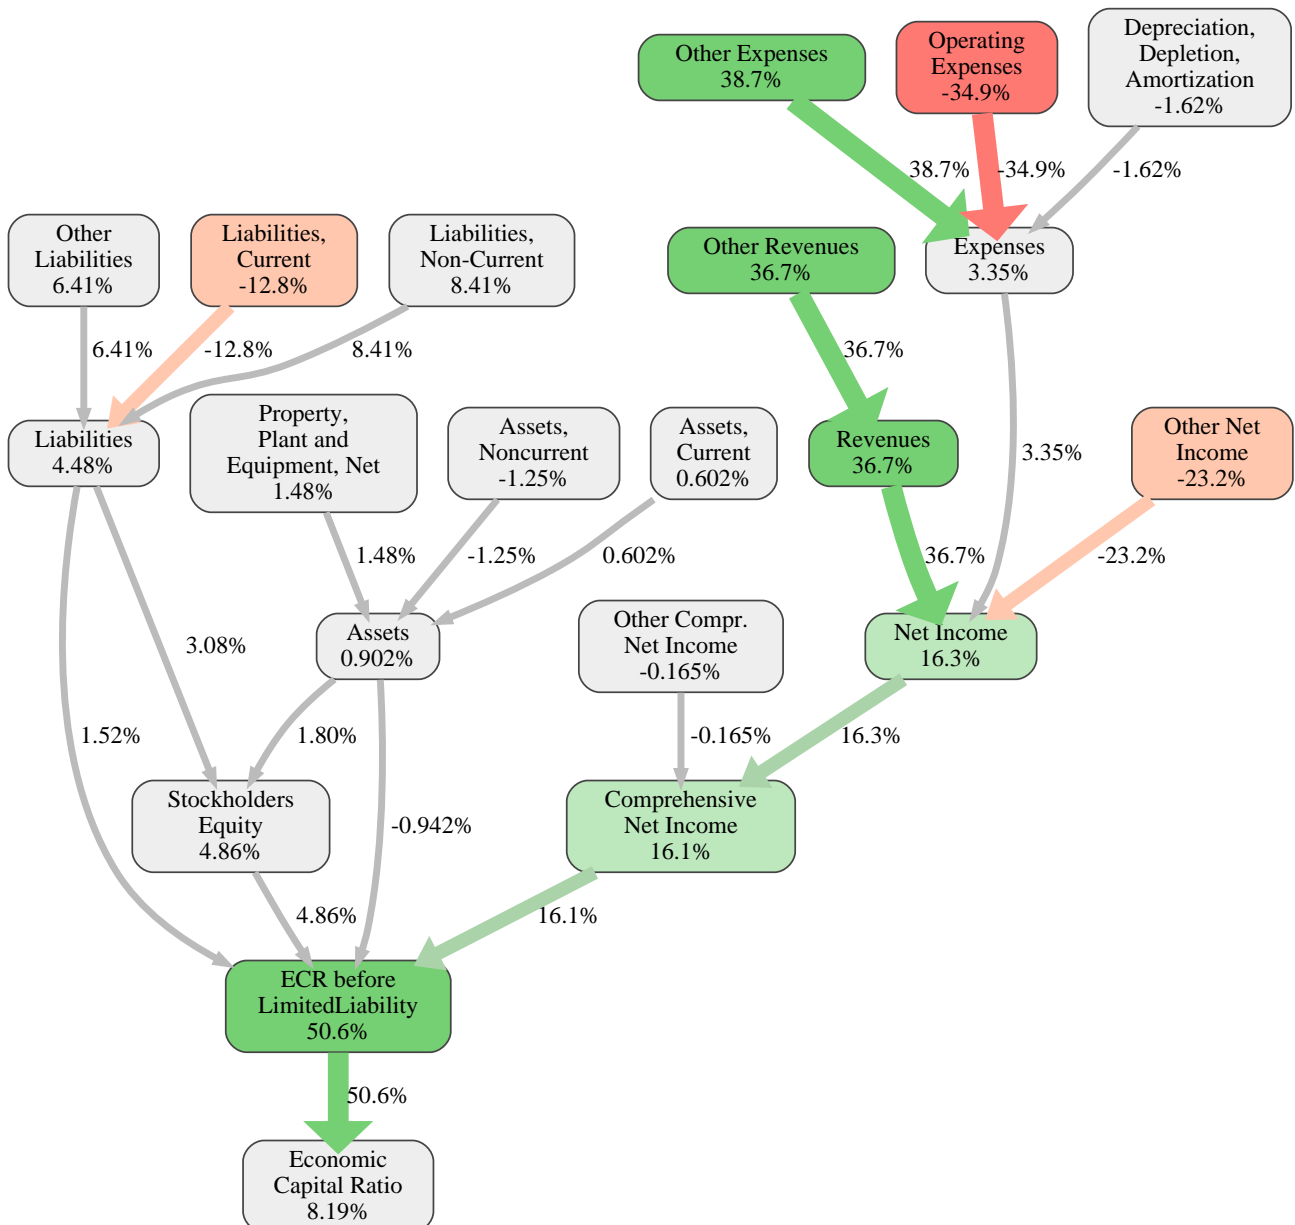 Other Expenses
38.7%
Operating
Expenses
-34.9%
Depreciation,
Depletion,
Amortization
-1.62%
38.7%
-34.9%
-1.62%
Other
Liabilities
6.41%
Liabilities,
Current
-12.8%
Liabilities,
Non-Current
8.41%
Other Revenues
36.7%
Expenses
3.35%
6.41%
-12.8%
8.41%
36.7%
Liabilities
4.48%
Property,
Plant and
Equipment, Net
1.48%
Assets,
Noncurrent
-1.25%
Assets,
Current
0.602%
Revenues
36.7%
3.35%
Other Net
Income
-23.2%
1.48%
-1.25%
0.602%
36.7%
-23.2%
3.08%
Assets
0.902%
Other Compr.
Net Income
-0.165%
Net Income
16.3%
1.52%
1.80%
-0.165%
16.3%
Stockholders
Equity
4.86%
-0.942%
Comprehensive
Net Income
16.1%
4.86%
16.1%
ECR before
LimitedLiability
50.6%
50.6%
Economic
Capital Ratio
8.19%